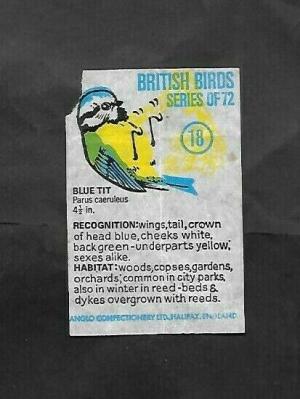 BRITISH BIRDS
SERIES OF 72
18
BLUE TIT
Parus caeruleus
4½ in.
RECOGNITION: wings, tail, crown
of head blue, cheeks white,
back green - underparts yellow,
sexes alike.
HABITAT: woods, copses, gardens,
orchards; common in city parks,
also in winter in reed-beds &
dykes overgrown with reeds.
ANGLO CONFECTIONERY LTD., HALIFAX, ENGLAND